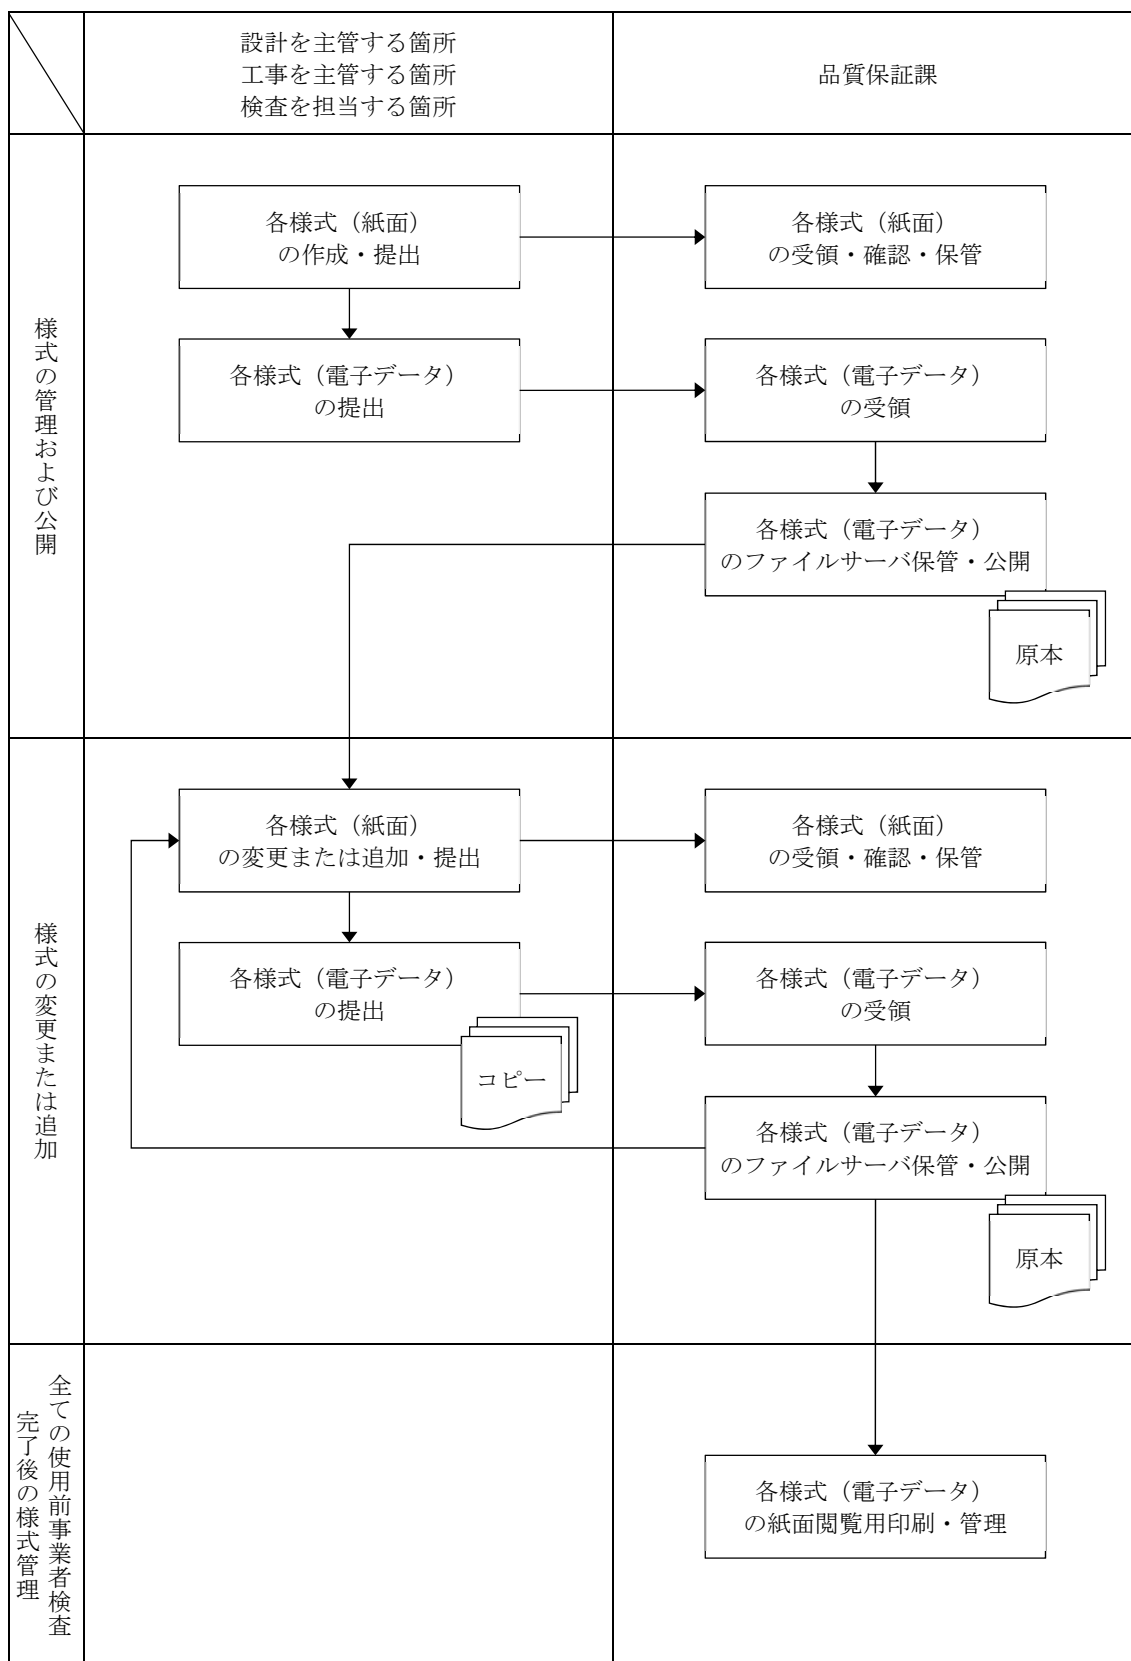 設計を主管する箇所
工事を主管する箇所
検査を担当する箇所
品質保証課
様式の管理および公開
各様式（紙面）
の作成・提出
各様式（紙面）
の受領・確認・保管
各様式（電子データ）
の提出
各様式（電子データ）
の受領
各様式（電子データ）
のファイルサーバ保管・公開
原本
様式の変更または追加
各様式（紙面）
の変更または追加・提出
各様式（紙面）
の受領・確認・保管
各様式（電子データ）
の提出
コピー
各様式（電子データ）
の受領
各様式（電子データ）
のファイルサーバ保管・公開
原本
全ての使用前事業者検査
完了後の様式管理
各様式（電子データ）
の紙面閲覧用印刷・管理